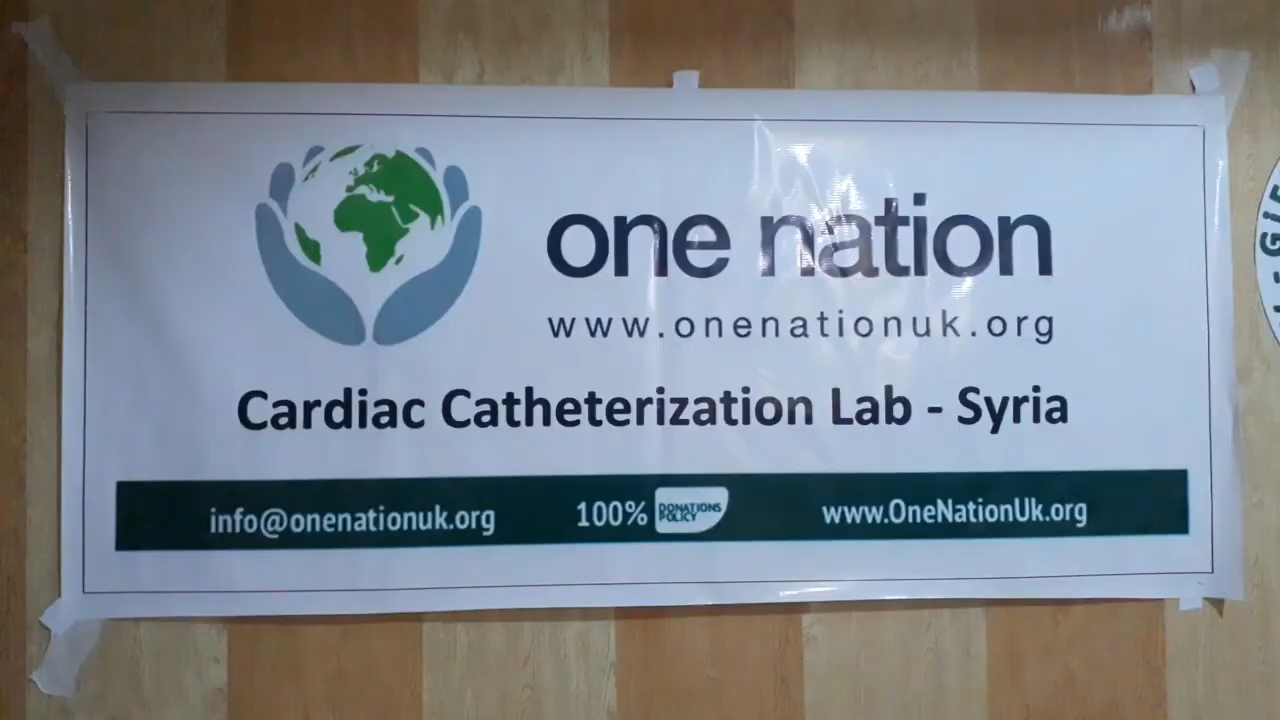 one nation
www.onenationuk.org
Cardiac Catheterization Lab - Syria
info@onenationuk.org 100% DONATIONS POLICY www.OneNationUk.org